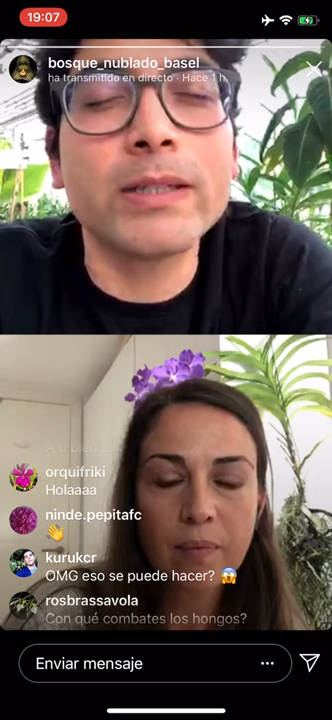 19:07
bosque_nublado_basel
ha transmitido en directo · Hace 1 h.
orquifriki
Holaaaa
ninde.pepitafc
👋
kurukcr
OMG eso se puede hacer? 😱
rosbrassavola
Con qué combates los hongos?
Enviar mensaje